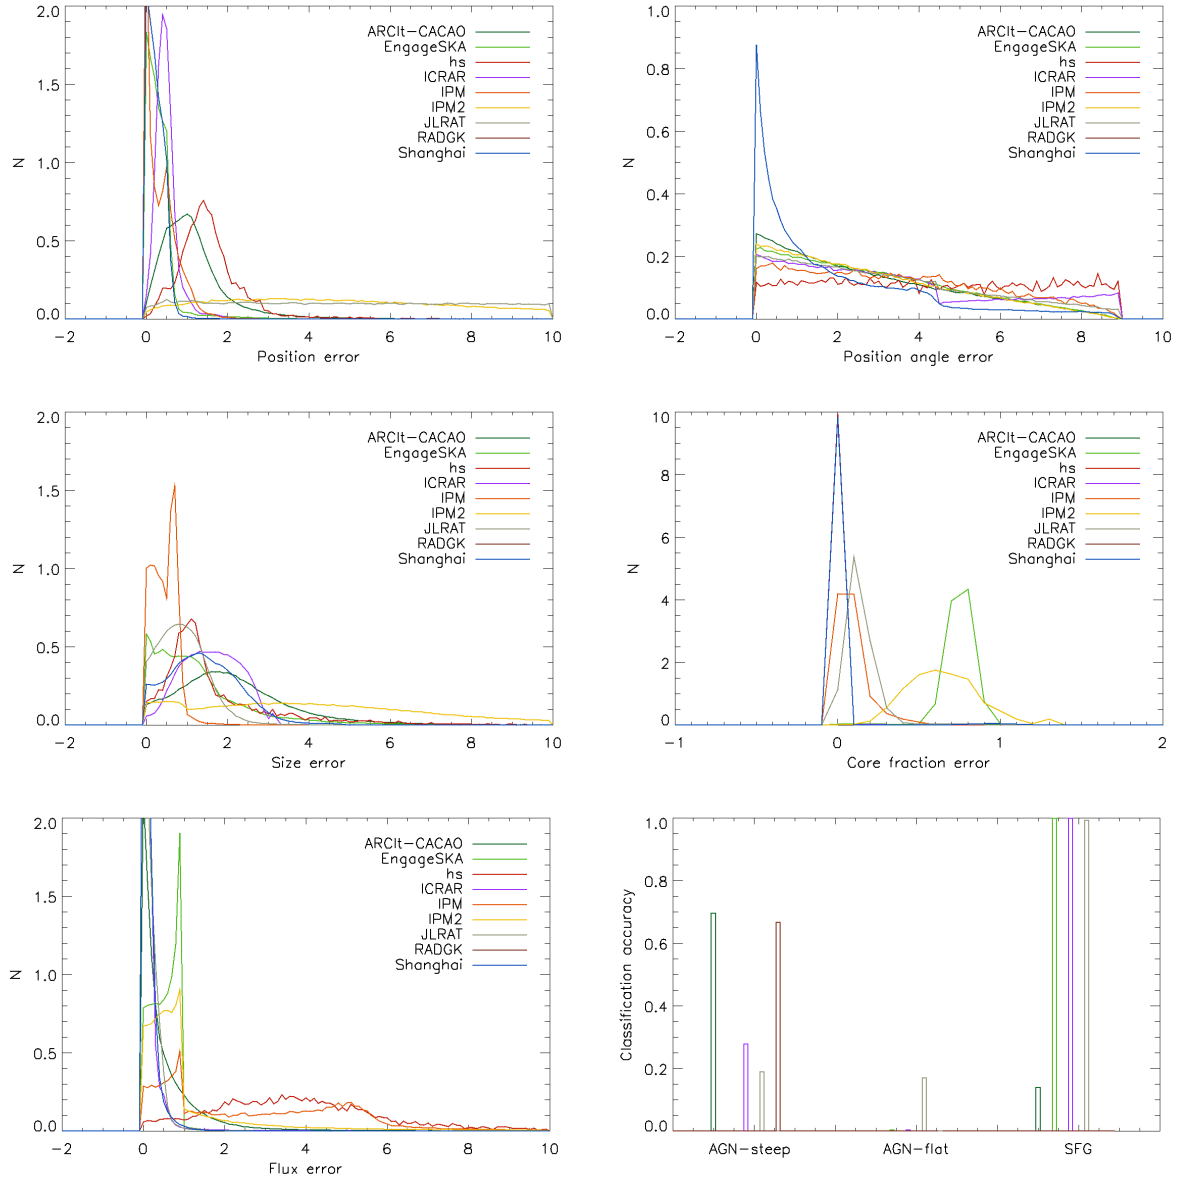 2.0
1.5
1.0
0.5
0.0
N
ARCIt-CACAO
EngageSKA
hs
ICRAR
IPM
IPM2
JLRAT
RADGK
Shanghai
-2 0 2 4 6 8 10
Position error
1.0
0.8
0.6
0.4
0.2
0.0
N
ARCIt-CACAO
EngageSKA
hs
ICRAR
IPM
IPM2
JLRAT
RADGK
Shanghai
-2 0 2 4 6 8 10
Position angle error
2.0
1.5
1.0
0.5
0.0
N
ARCIt-CACAO
EngageSKA
hs
ICRAR
IPM
IPM2
JLRAT
RADGK
Shanghai
-2 0 2 4 6 8 10
Size error
10
8
6
4
2
0
N
ARCIt-CACAO
EngageSKA
hs
ICRAR
IPM
IPM2
JLRAT
RADGK
Shanghai
-1 0 1 2
Core fraction error
2.0
1.5
1.0
0.5
0.0
N
ARCIt-CACAO
EngageSKA
hs
ICRAR
IPM
IPM2
JLRAT
RADGK
Shanghai
-2 0 2 4 6 8 10
Flux error
1.0
0.8
0.6
0.4
0.2
0.0
Classification accuracy
AGN-steep AGN-flat SFG